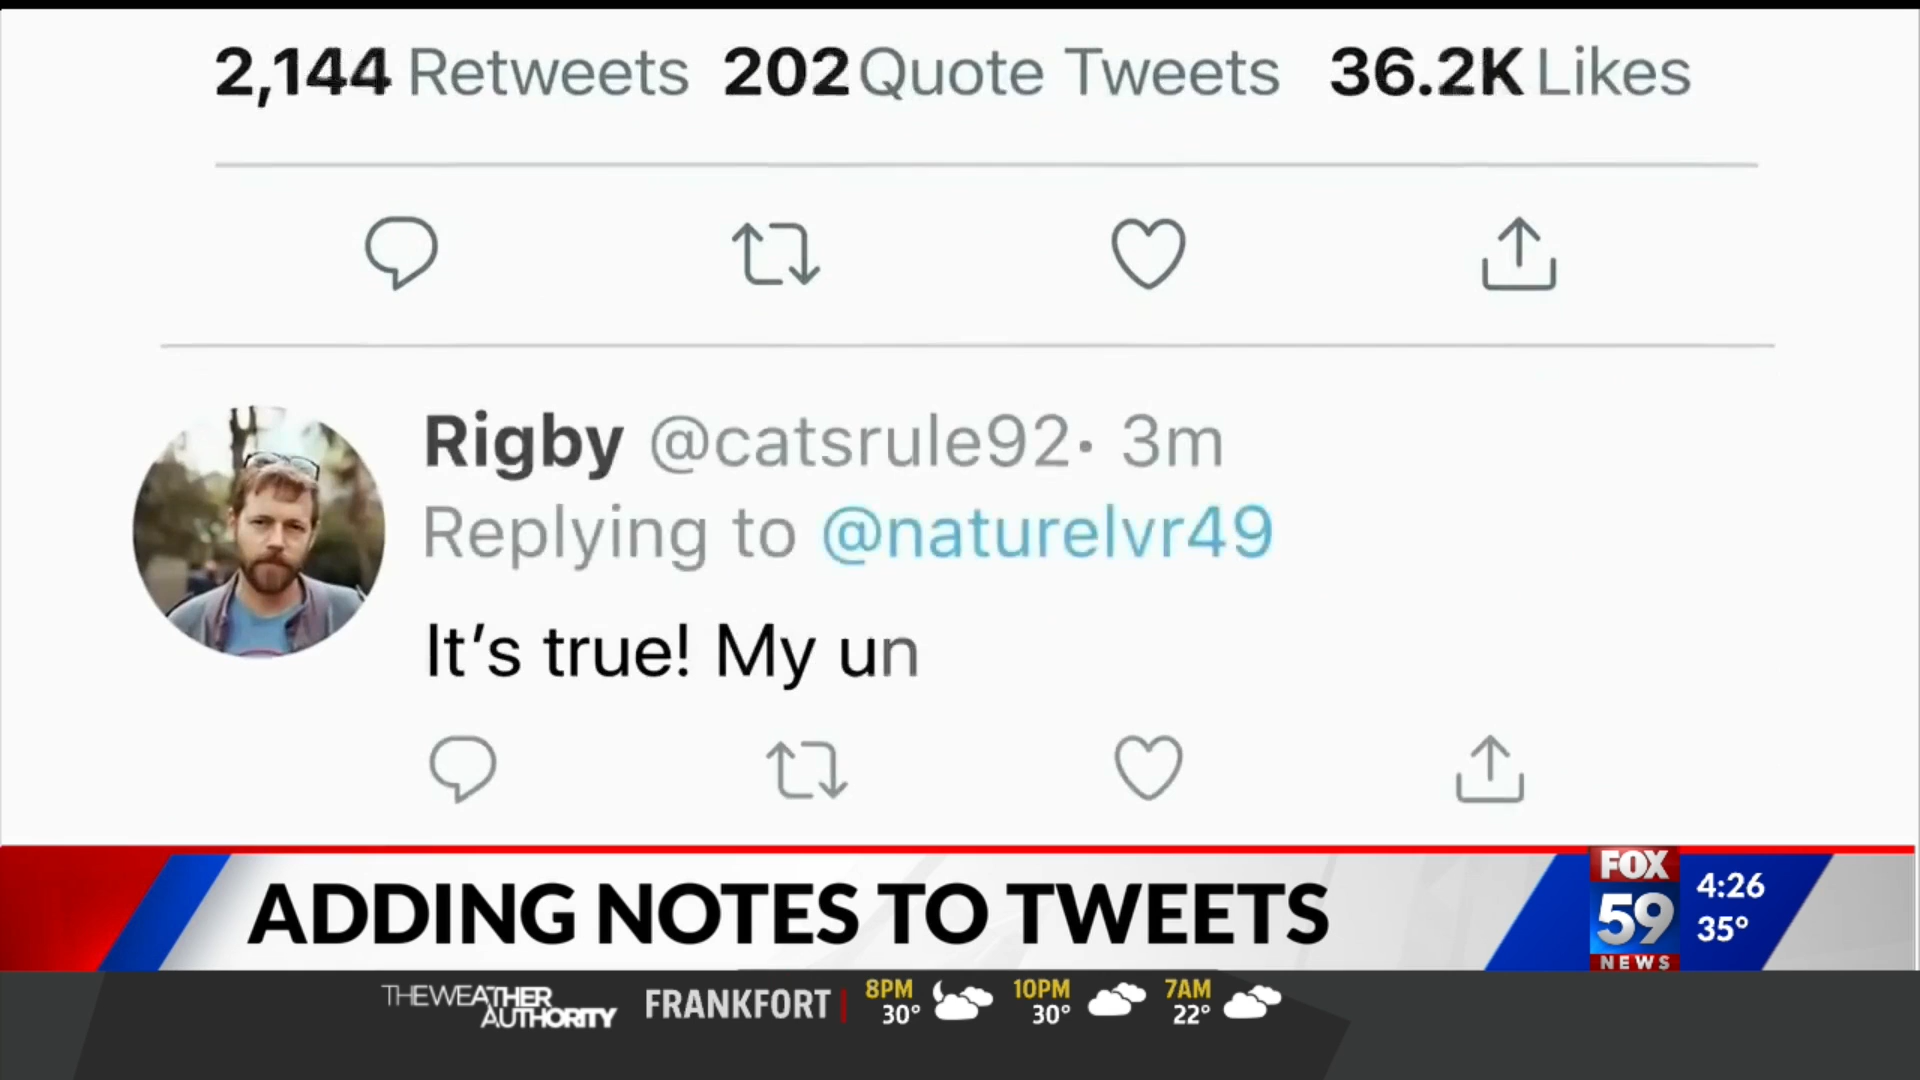 2,144 Retweets 202 Quote Tweets 36.2K Likes
Rigby @catsrule92· 3m
Replying to @naturelvr49
It's true! My un
ADDING NOTES TO TWEETS
FOX
59
NEWS
4:26
35°
THE WEATHER
AUTHORITY
FRANKFORT
8PM
30°
10PM
30°
7AM
22°